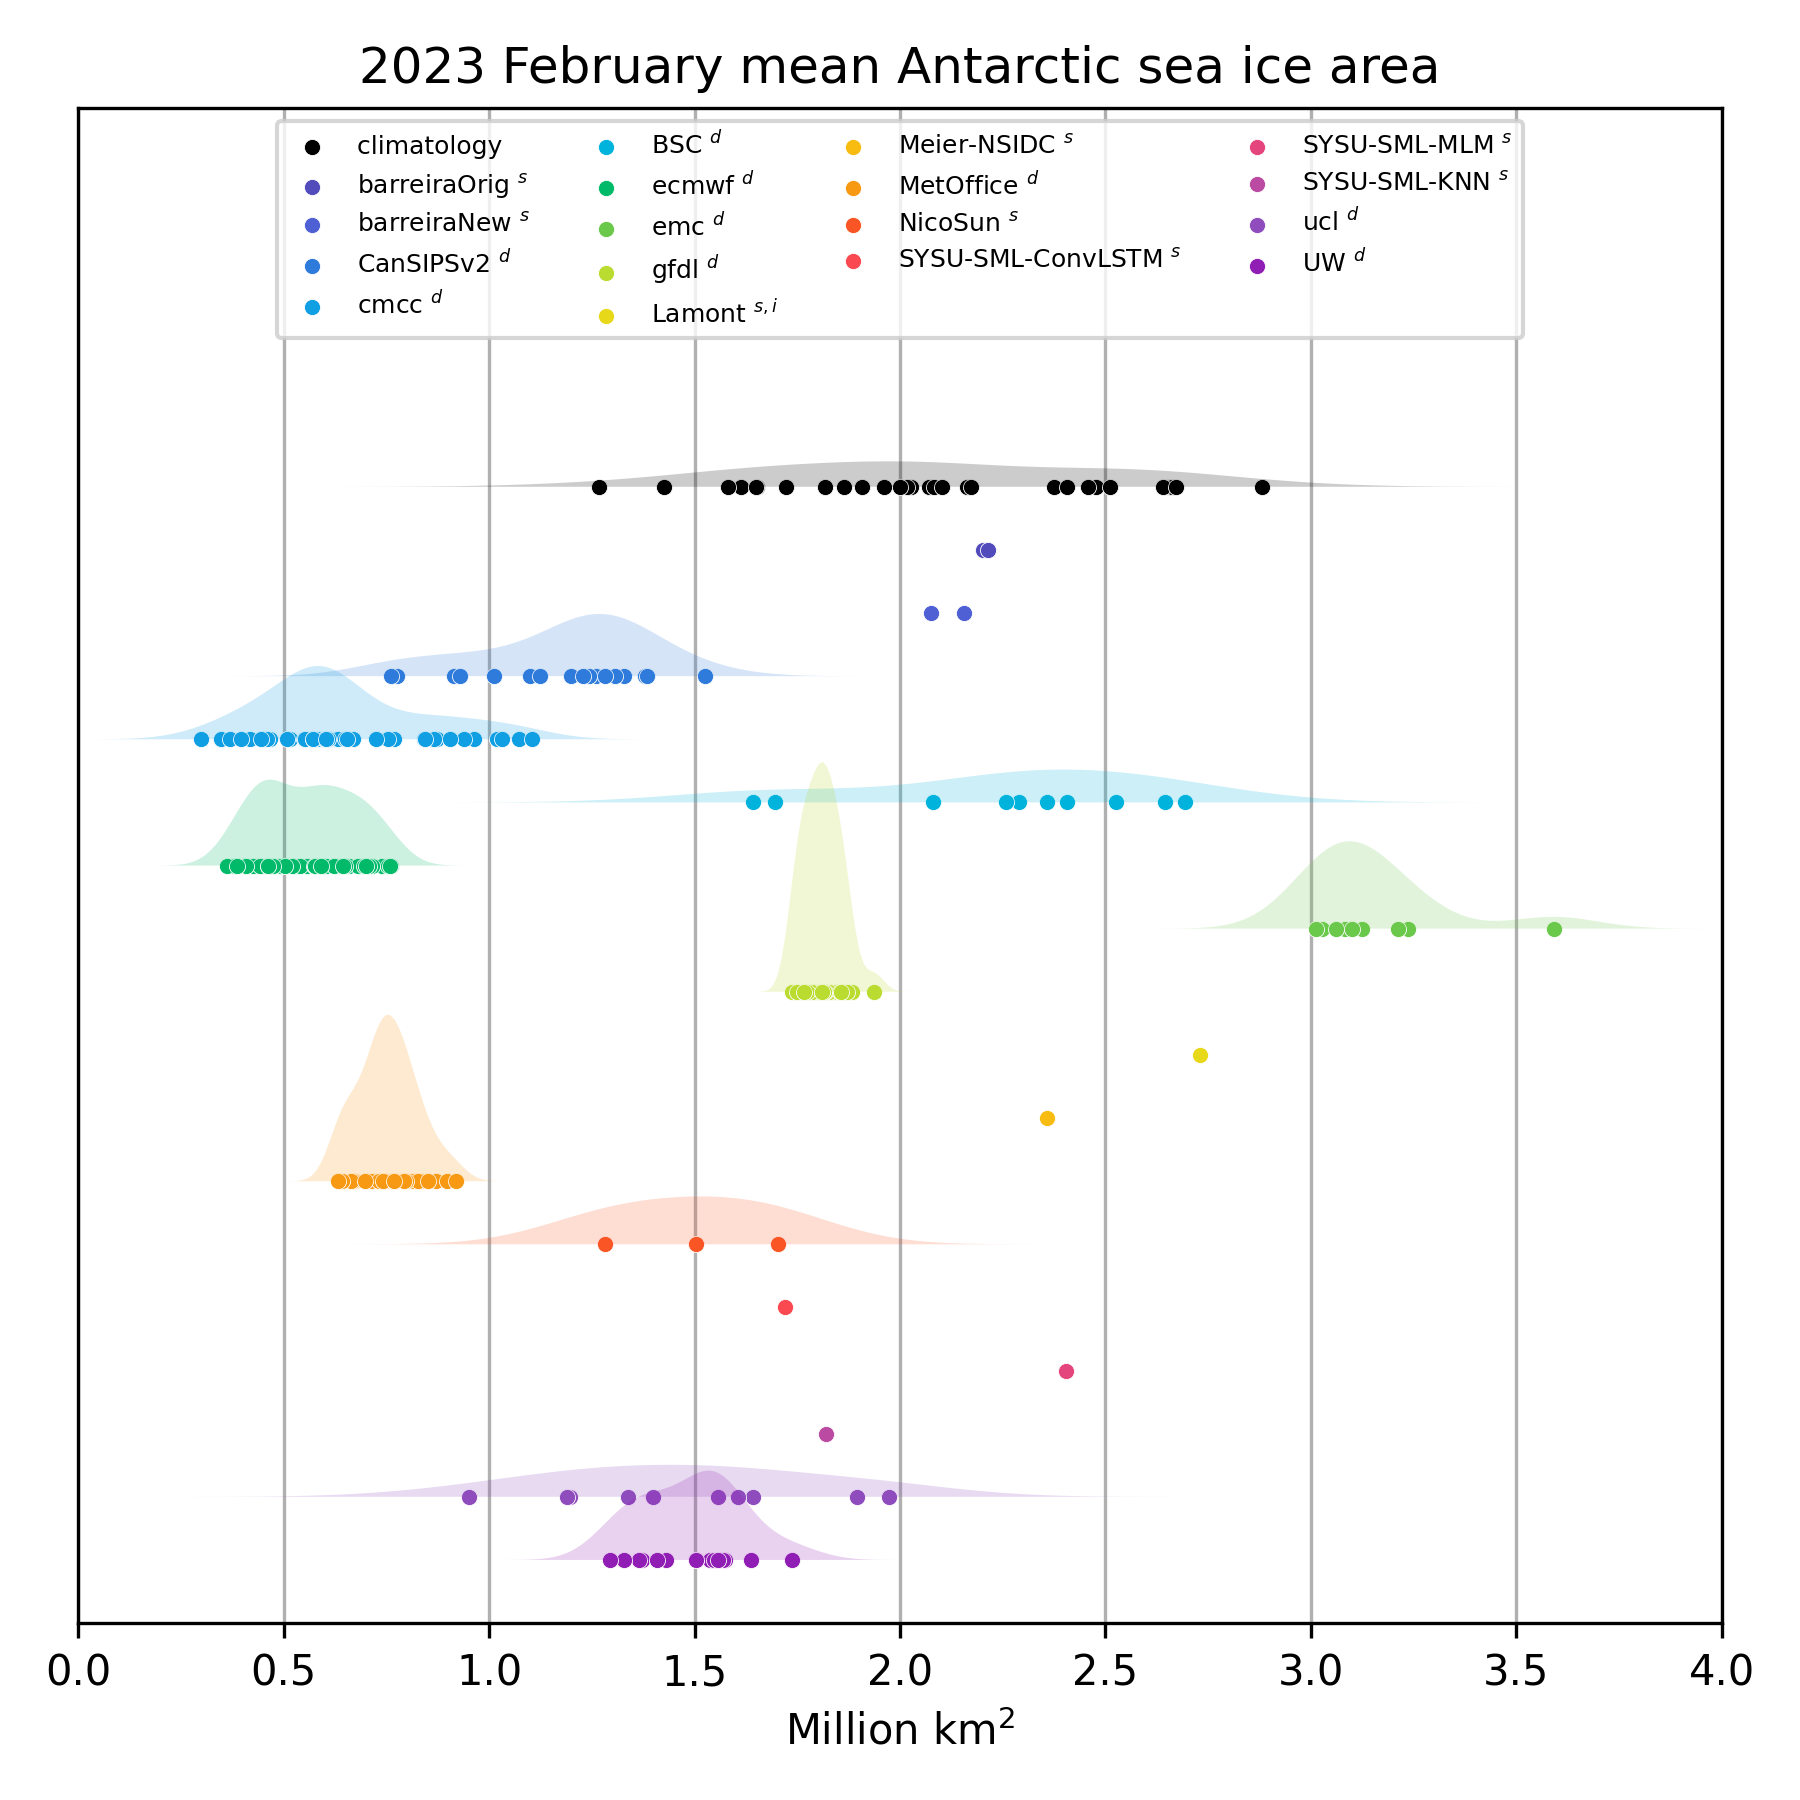 2023 February mean Antarctic sea ice area
climatology
barreiraOrig s
barreiraNew s
CanSIPSv2 d
cmcc d
BSC d
ecmwf d
emc d
gfdl d
Lamont s, i
Meier-NSIDC s
MetOffice d
NicoSun s
SYSU-SML-ConvLSTM s
SYSU-SML-MLM s
SYSU-SML-KNN s
ucl d
UW d
0.0 0.5 1.0 1.5 2.0 2.5 3.0 3.5 4.0
Million km2